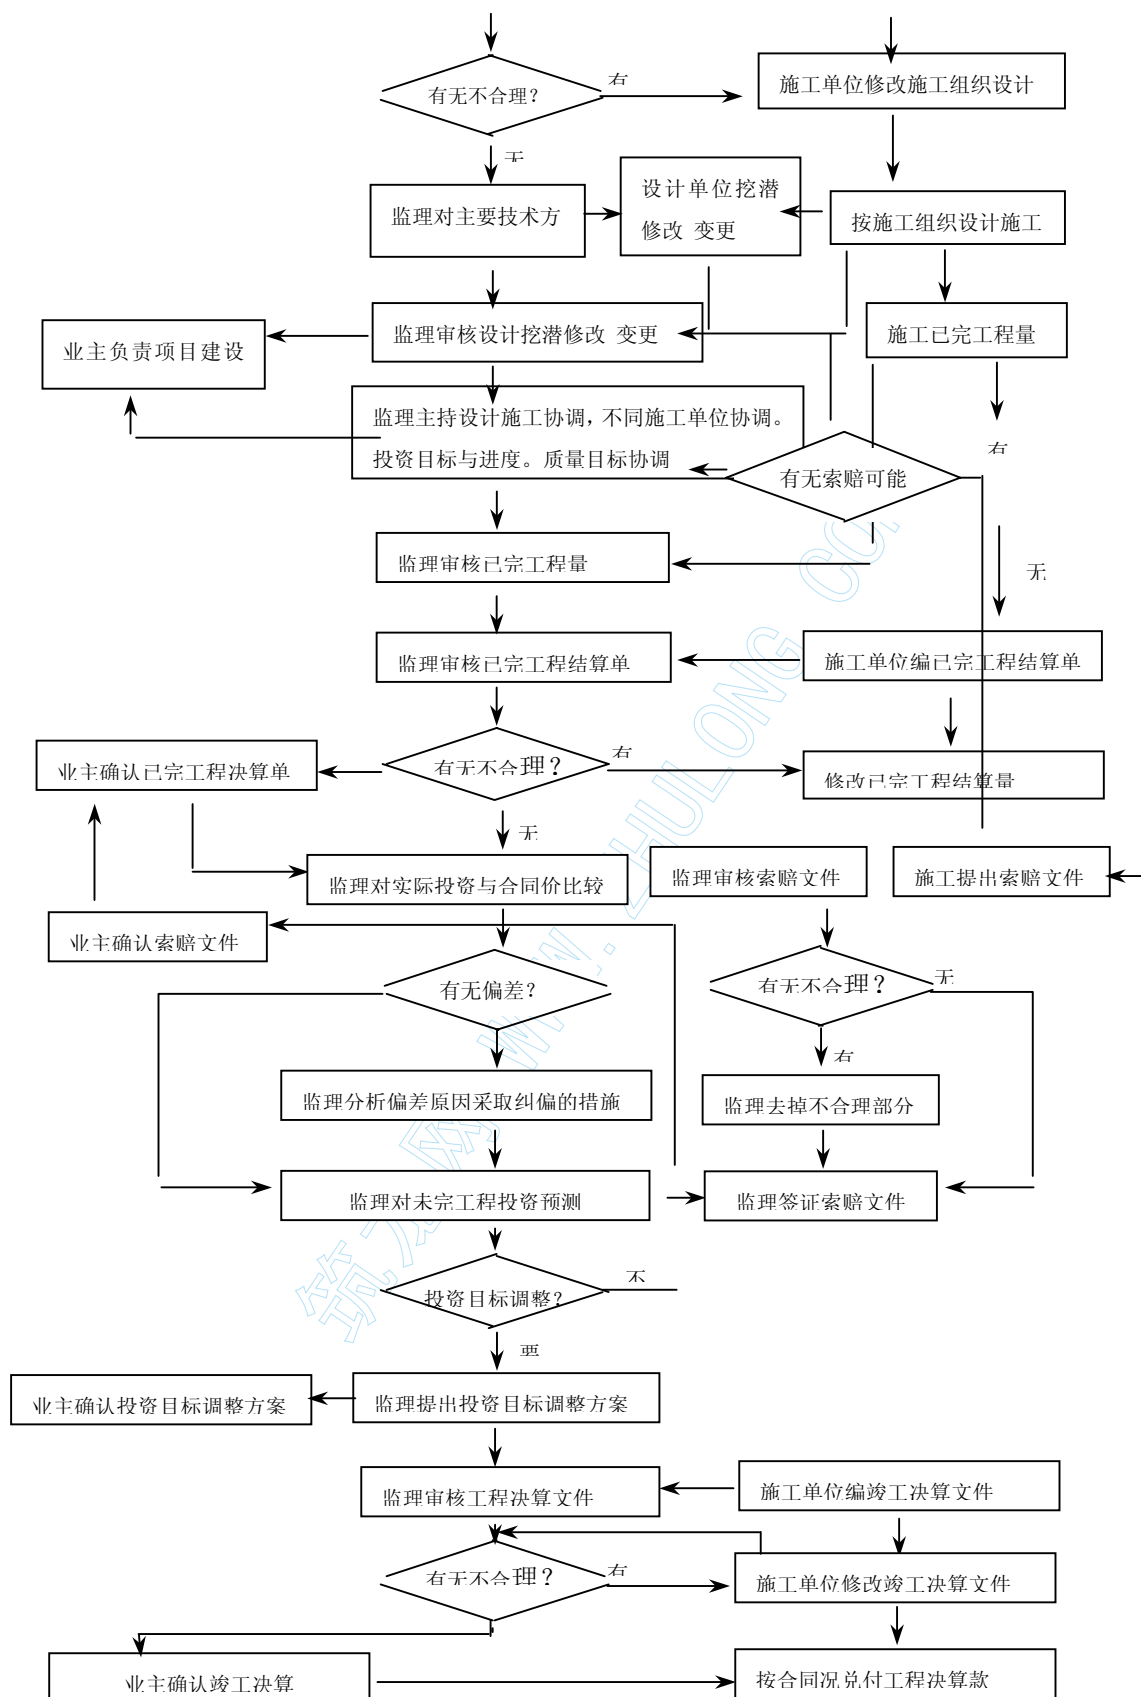 有
有无不合理？
施工单位修改施工组织设计
无
设计单位挖潜
修改 变更
监理对主要技术方
按施工组织设计施工
监理审核设计挖潜修改 变更
施工已完工程量
业主负责项目建设
监理主持设计施工协调，不同施工单位协调。
投资目标与进度。质量目标协调
有
有无索赔可能
监理审核已完工程量
无
监理审核已完工程结算单
施工单位编已完工程结算单
业主确认已完工程决算单
有无不合理？
有
修改已完工程结算量
无
监理对实际投资与合同价比较
监理审核索赔文件
施工提出索赔文件
业主确认索赔文件
有无偏差？
有无不合理？
无
有
监理分析偏差原因采取纠偏的措施
监理去掉不合理部分
监理对未完工程投资预测
监理签证索赔文件
不
投资目标调整？
要
业主确认投资目标调整方案
监理提出投资目标调整方案
监理审核工程决算文件
施工单位编竣工决算文件
有无不合理？
有
施工单位修改竣工决算文件
业主确认竣工决算
按合同况兑付工程决算款
筑龙网 WWW.ZHULONG.COM